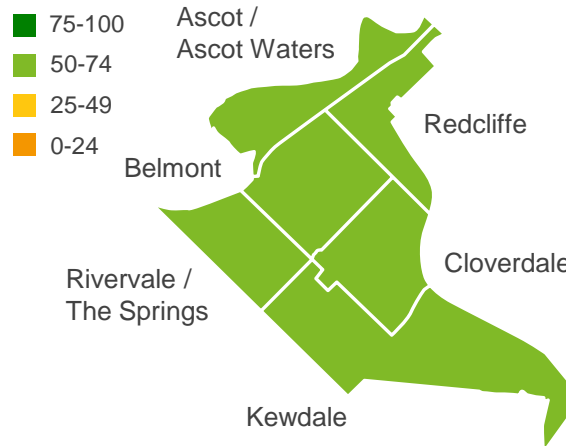 75-100
50-74
25-49
0-24
Ascot /
Ascot Waters
Redcliffe
Belmont
Cloverdale
Rivervale /
The Springs
Kewdale